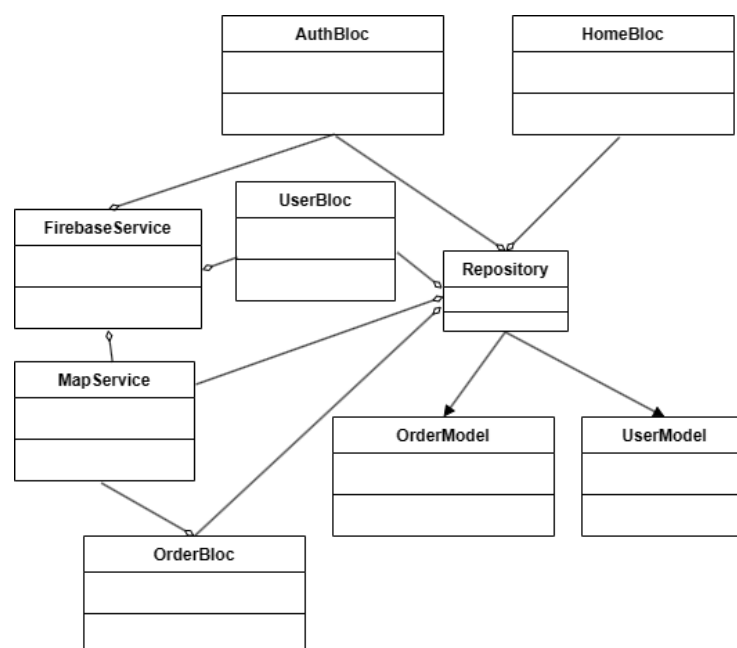 AuthBloc
HomeBloc
UserBloc
FirebaseService
Repository
MapService
OrderModel
UserModel
OrderBloc